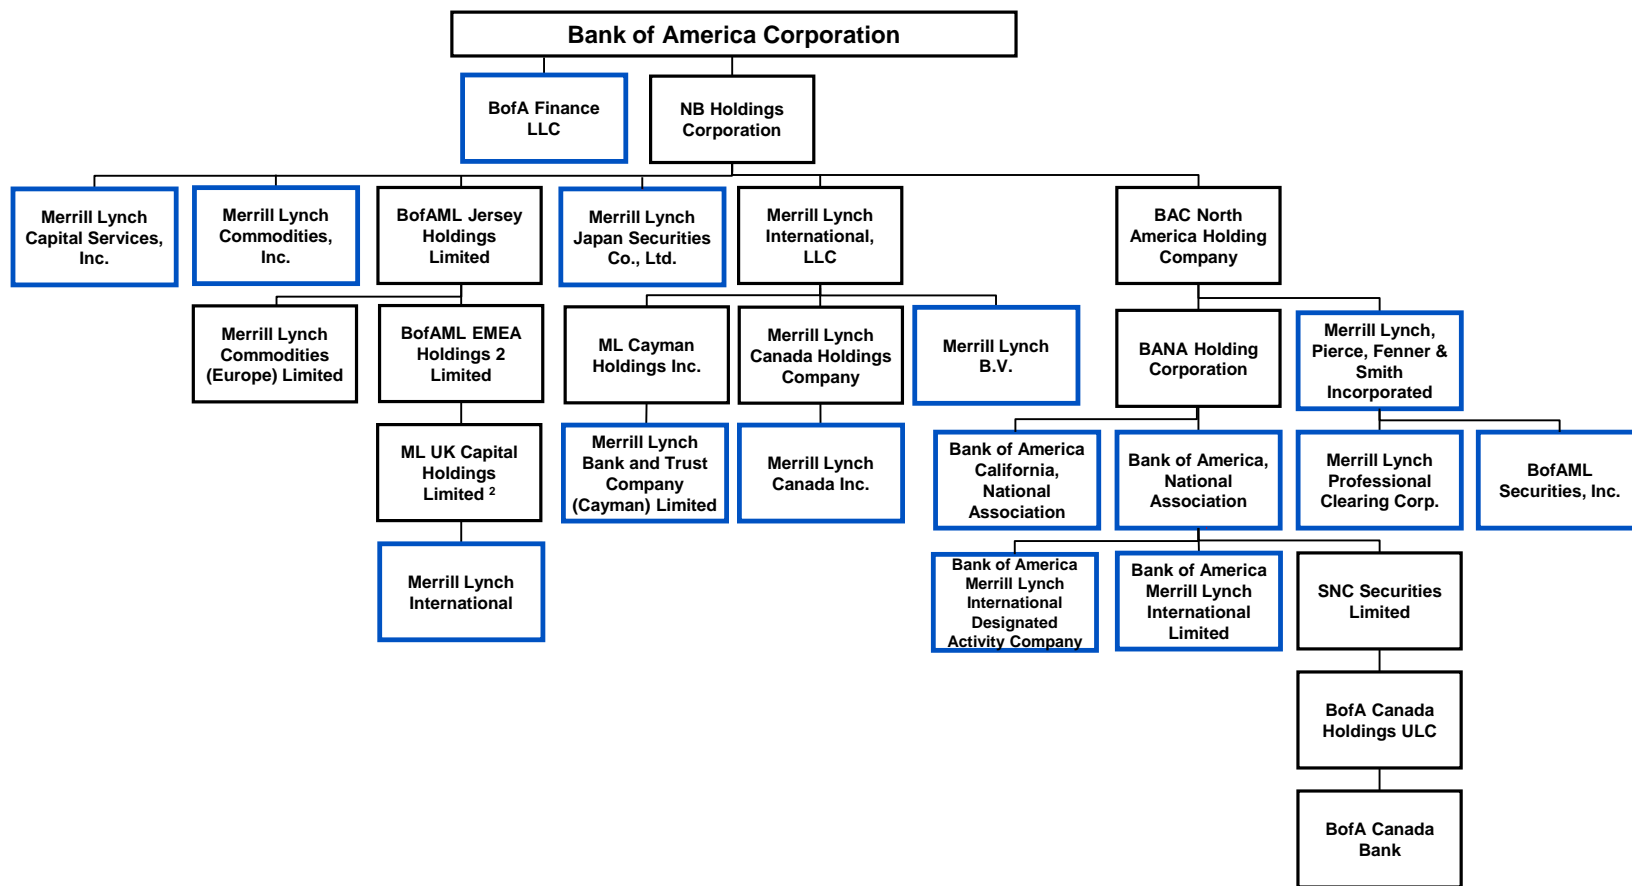 Bank of America Corporation
BofA Finance
LLC
NB Holdings
Corporation
Merrill Lynch
Capital Services,
Inc.
Merrill Lynch
Commodities,
Inc.
BofAML Jersey
Holdings
Limited
Merrill Lynch
Japan Securities
Co., Ltd.
Merrill Lynch
International,
LLC
BAC North
America Holding
Company
Merrill Lynch
Commodities
(Europe) Limited
BofAML EMEA
Holdings 2
Limited
ML Cayman
Holdings Inc.
Merrill Lynch
Canada Holdings
Company
Merrill Lynch
B.V.
BANA Holding
Corporation
Merrill Lynch,
Pierce, Fenner &
Smith
Incorporated
ML UK Capital
Holdings
Limited ²
Merrill Lynch
Bank and Trust
Company
(Cayman) Limited
Merrill Lynch
Canada Inc.
Bank of America
California,
National
Association
Bank of America,
National
Association
Merrill Lynch
Professional
Clearing Corp.
BofAML
Securities, Inc.
Merrill Lynch
International
Bank of America
Merrill Lynch
International
Designated
Activity Company
Bank of America
Merrill Lynch
International
Limited
SNC Securities
Limited
BofA Canada
Holdings ULC
BofA Canada
Bank